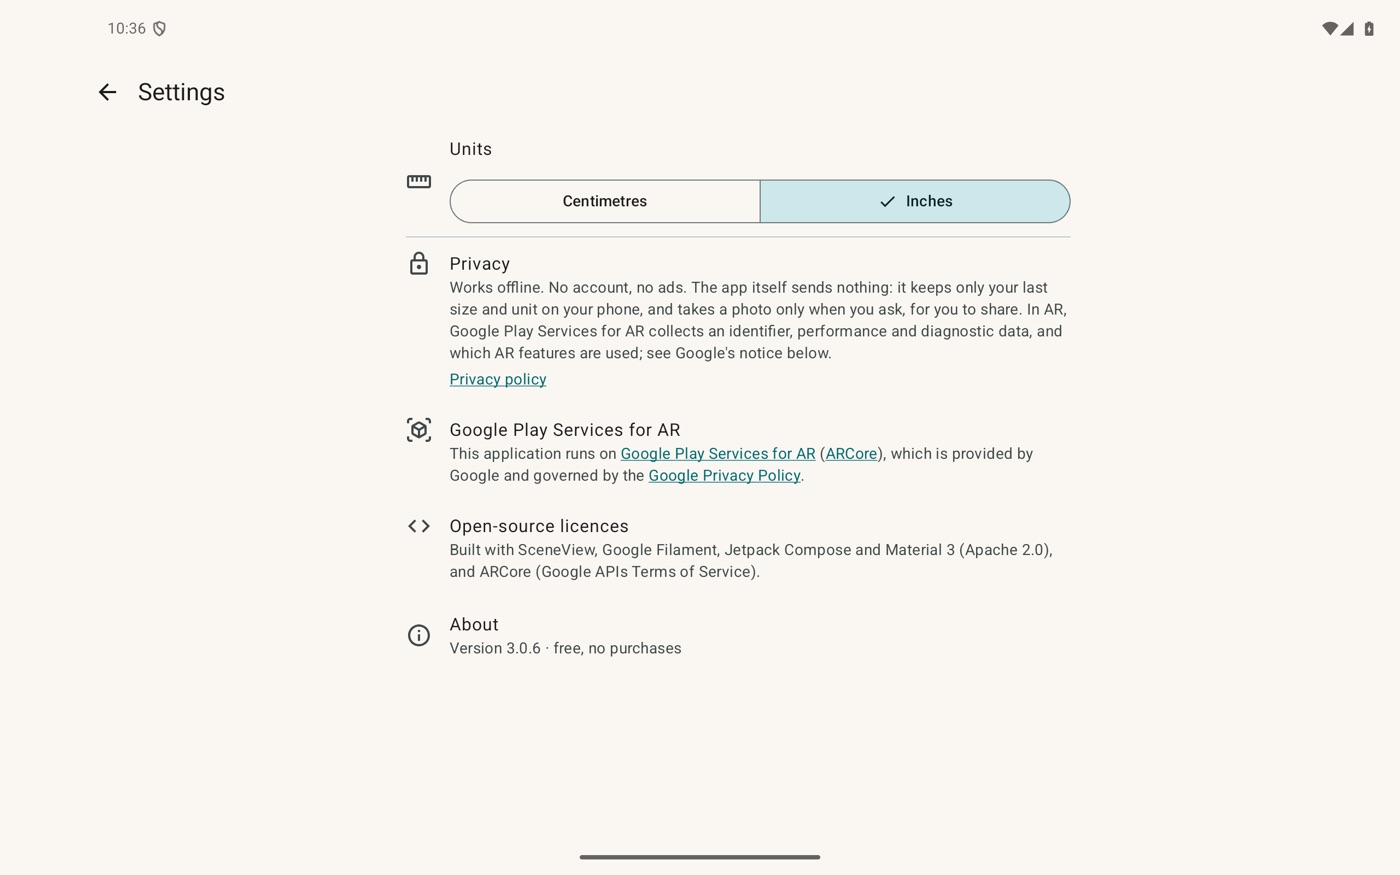 10:36
Settings
Units
Centimetres
Inches
Privacy
Works offline. No account, no ads. The app itself sends nothing: it keeps only your last
size and unit on your phone, and takes a photo only when you ask, for you to share. In AR,
Google Play Services for AR collects an identifier, performance and diagnostic data, and
which AR features are used; see Google's notice below.
Privacy policy
Google Play Services for AR
This application runs on Google Play Services for AR (ARCore), which is provided by
Google and governed by the Google Privacy Policy.
Open-source licences
Built with SceneView, Google Filament, Jetpack Compose and Material 3 (Apache 2.0),
and ARCore (Google APIs Terms of Service).
About
Version 3.0.6 · free, no purchases